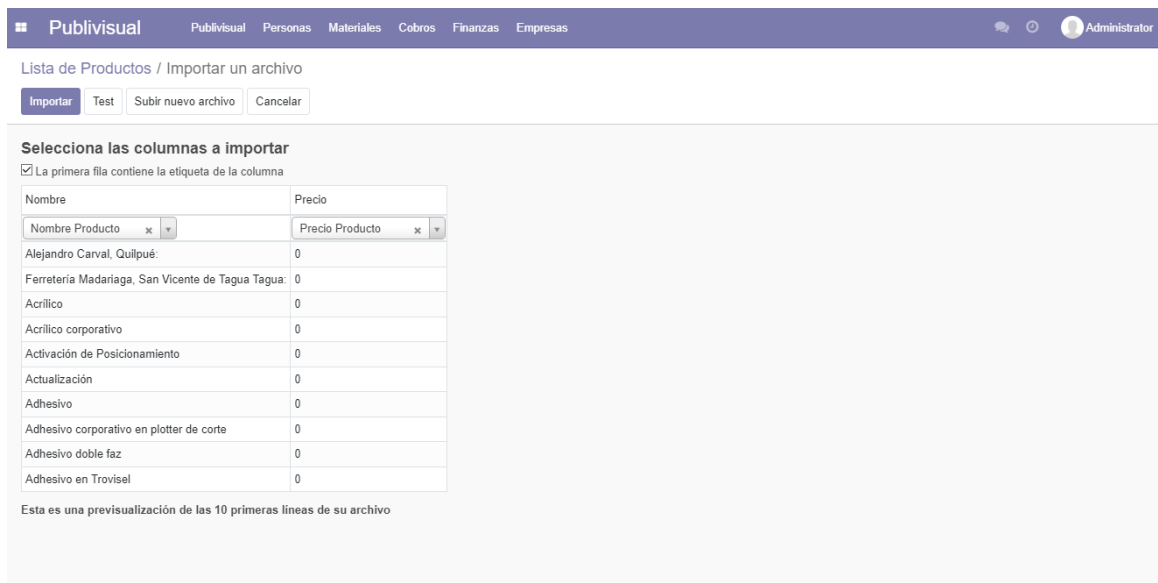 Publivisual Publivisual Personas Materiales Cobros Finanzas Empresas Administrator
Lista de Productos / Importar un archivo
Importar Test Subir nuevo archivo Cancelar
Selecciona las columnas a importar
La primera fila contiene la etiqueta de la columna
Nombre Precio
Nombre Producto Precio Producto
Alejandro Carval, Quilpué: 0
Ferretería Madariaga, San Vicente de Tagua Tagua: 0
Acrílico 0
Acrílico corporativo 0
Activación de Posicionamiento 0
Actualización 0
Adhesivo 0
Adhesivo corporativo en plotter de corte 0
Adhesivo doble faz 0
Adhesivo en Trovisel 0
Esta es una previsualización de las 10 primeras líneas de su archivo